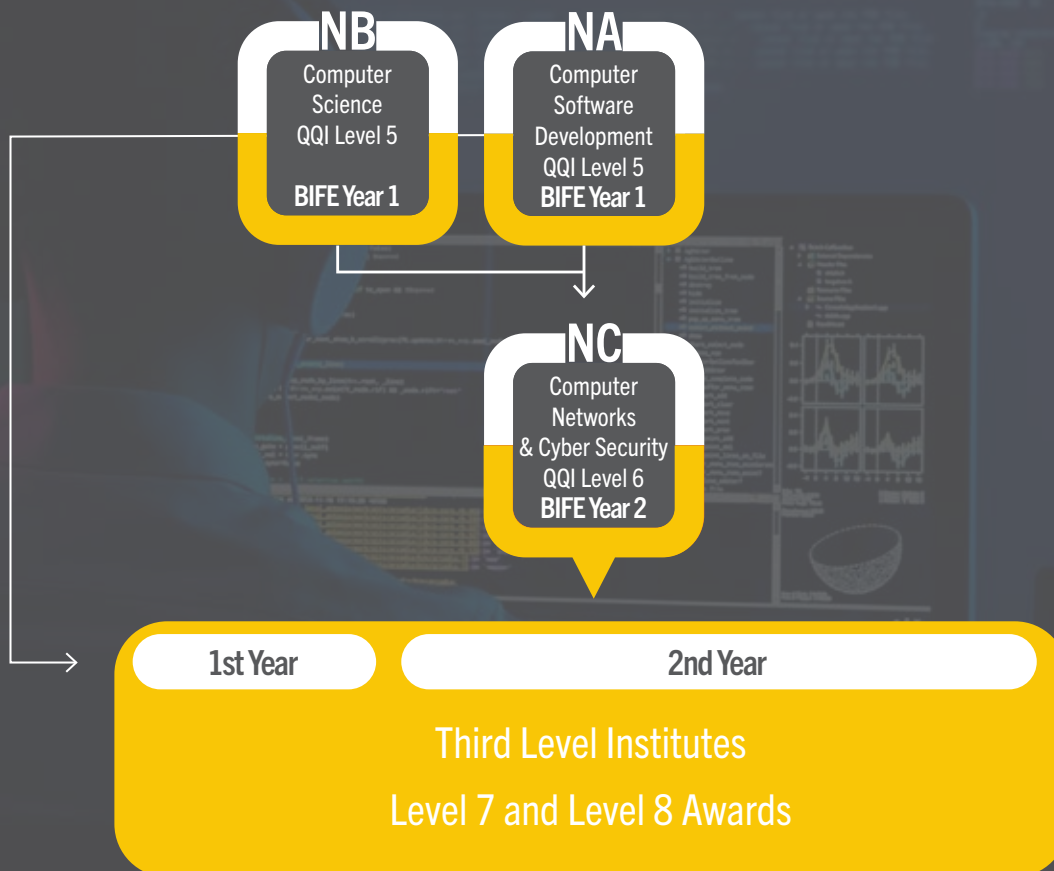 NB
Computer
Science
QQI Level 5
BIFE Year 1
NA
Computer
Software
Development
QQI Level 5
BIFE Year 1
NC
Computer
Networks
& Cyber Security
QQI Level 6
BIFE Year 2
1st Year
2nd Year
Third Level Institutes
Level 7 and Level 8 Awards